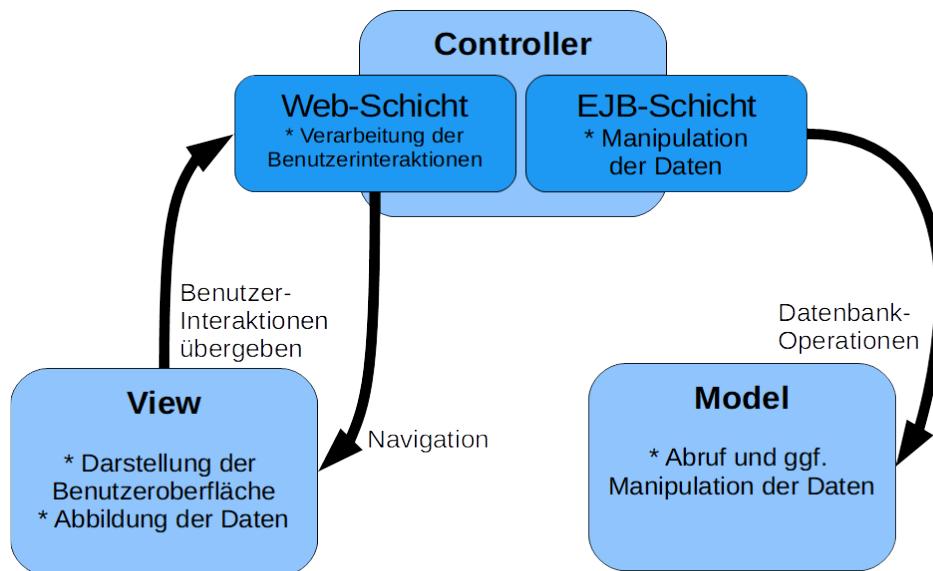 Controller
Web-Schicht
* Verarbeitung der
Benutzerinteraktionen
EJB-Schicht
* Manipulation
der Daten
Benutzer-
Interaktionen
übergeben
Datenbank-
Operationen
View
* Darstellung der
Benutzeroberfläche
* Abbildung der Daten
Navigation
Model
* Abruf und ggf.
Manipulation der Daten